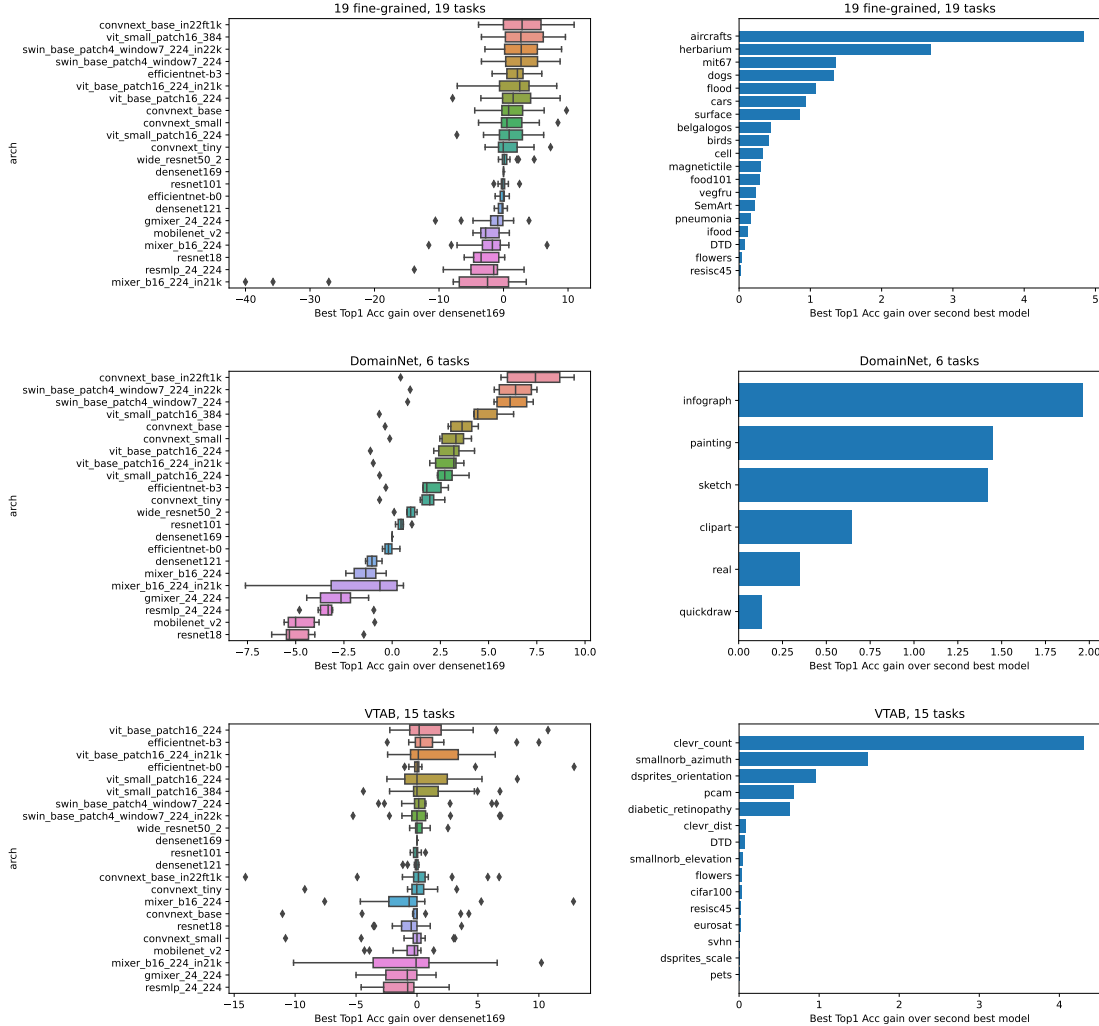 19 fine-grained, 19 tasks
arch
convnext_base_in22ft1k
vit_small_patch16_384
swin_base_patch4_window7_224_in22k
swin_base_patch4_window7_224
efficientnet-b3
vit_base_patch16_224_in21k
vit_base_patch16_224
convnext_base
convnext_small
vit_small_patch16_224
convnext_tiny
wide_resnet50_2
densenet169
resnet101
efficientnet-b0
densenet121
gmixer_24_224
mobilenet_v2
mixer_b16_224
resnet18
resmlp_24_224
mixer_b16_224_in21k
−40 −30 −20 −10 0 10
Best Top1 Acc gain over densenet169
19 fine-grained, 19 tasks
aircrafts
herbarium
mit67
dogs
flood
cars
surface
belgalogos
birds
cell
magnetictile
food101
vegfru
SemArt
pneumonia
ifood
DTD
flowers
resisc45
0 1 2 3 4 5
Best Top1 Acc gain over second best model
DomainNet, 6 tasks
arch
convnext_base_in22ft1k
swin_base_patch4_window7_224_in22k
swin_base_patch4_window7_224
vit_small_patch16_384
convnext_base
convnext_small
vit_base_patch16_224
vit_base_patch16_224_in21k
vit_small_patch16_224
efficientnet-b3
convnext_tiny
wide_resnet50_2
resnet101
densenet169
efficientnet-b0
densenet121
mixer_b16_224
mixer_b16_224_in21k
gmixer_24_224
resmlp_24_224
mobilenet_v2
resnet18
−7.5 −5.0 −2.5 0.0 2.5 5.0 7.5 10.0
Best Top1 Acc gain over densenet169
DomainNet, 6 tasks
infograph
painting
sketch
clipart
real
quickdraw
0.00 0.25 0.50 0.75 1.00 1.25 1.50 1.75 2.00
Best Top1 Acc gain over second best model
VTAB, 15 tasks
arch
vit_base_patch16_224
efficientnet-b3
vit_base_patch16_224_in21k
efficientnet-b0
vit_small_patch16_224
vit_small_patch16_384
swin_base_patch4_window7_224
swin_base_patch4_window7_224_in22k
wide_resnet50_2
densenet169
resnet101
densenet121
convnext_base_in22ft1k
convnext_tiny
mixer_b16_224
convnext_base
resnet18
convnext_small
mobilenet_v2
mixer_b16_224_in21k
gmixer_24_224
resmlp_24_224
−15 −10 −5 0 5 10
Best Top1 Acc gain over densenet169
VTAB, 15 tasks
clevr_count
smallnorb_azimuth
dsprites_orientation
pcam
diabetic_retinopathy
clevr_dist
DTD
smallnorb_elevation
flowers
cifar100
resisc45
eurosat
svhn
dsprites_scale
pets
0 1 2 3 4
Best Top1 Acc gain over second best model